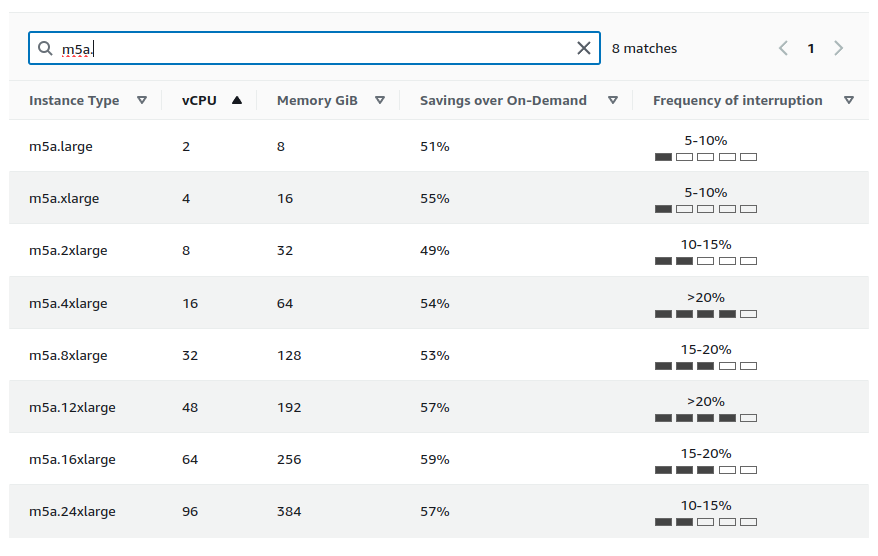 m5a. 8 matches 1
Instance Type vCPU Memory GiB Savings over On-Demand Frequency of interruption
m5a.large 2 8 51% 5-10%
m5a.xlarge 4 16 55% 5-10%
m5a.2xlarge 8 32 49% 10-15%
m5a.4xlarge 16 64 54% >20%
m5a.8xlarge 32 128 53% 15-20%
m5a.12xlarge 48 192 57% >20%
m5a.16xlarge 64 256 59% 15-20%
m5a.24xlarge 96 384 57% 10-15%